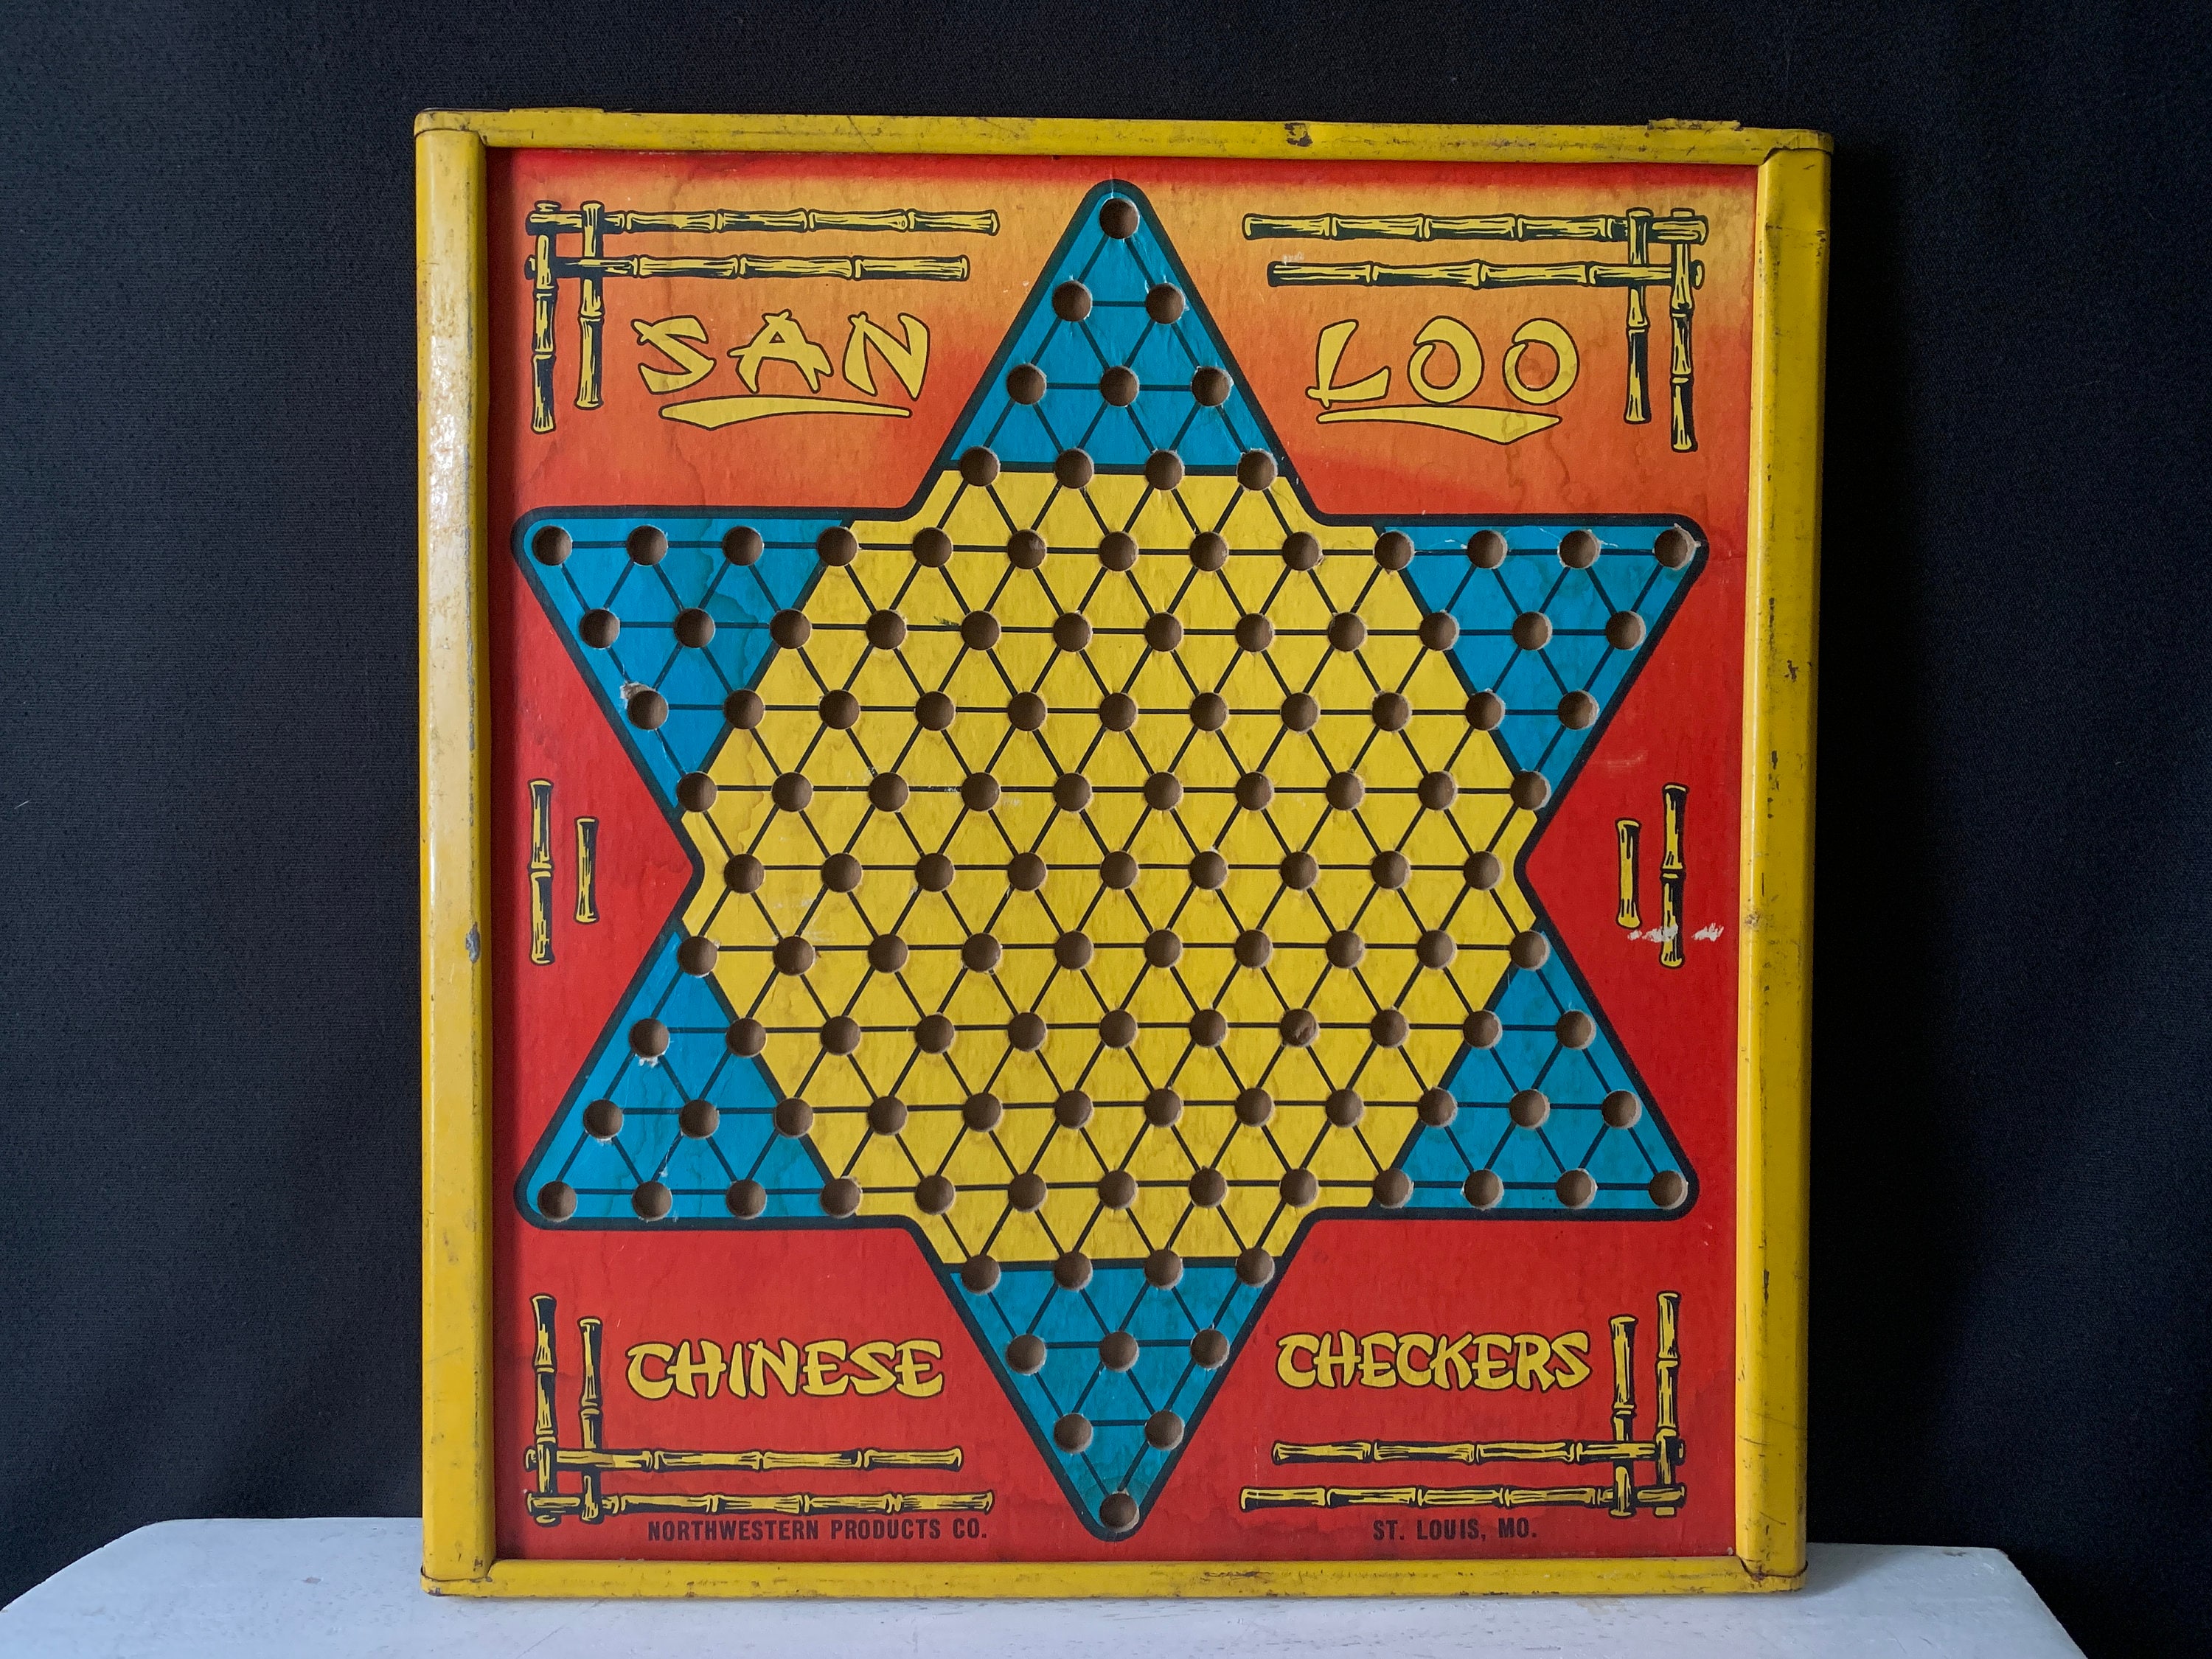 SAN LOO
CHINESE CHECKERS
NORTHWESTERN PRODUCTS CO. ST. LOUIS, MO.